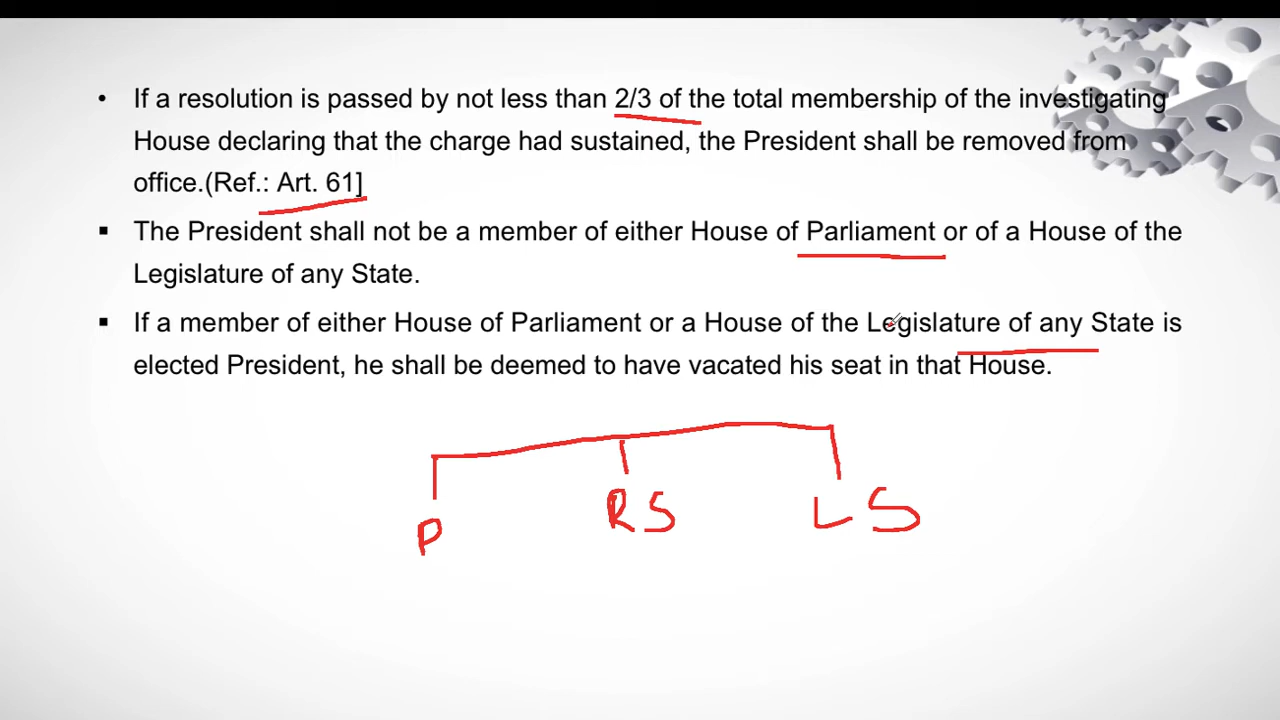 • If a resolution is passed by not less than 2/3 of the total membership of the investigating
House declaring that the charge had sustained, the President shall be removed from
office.(Ref.: Art. 61]
▪ The President shall not be a member of either House of Parliament or of a House of the
Legislature of any State.
▪ If a member of either House of Parliament or a House of the Legislature of any State is
elected President, he shall be deemed to have vacated his seat in that House.
P RS LS